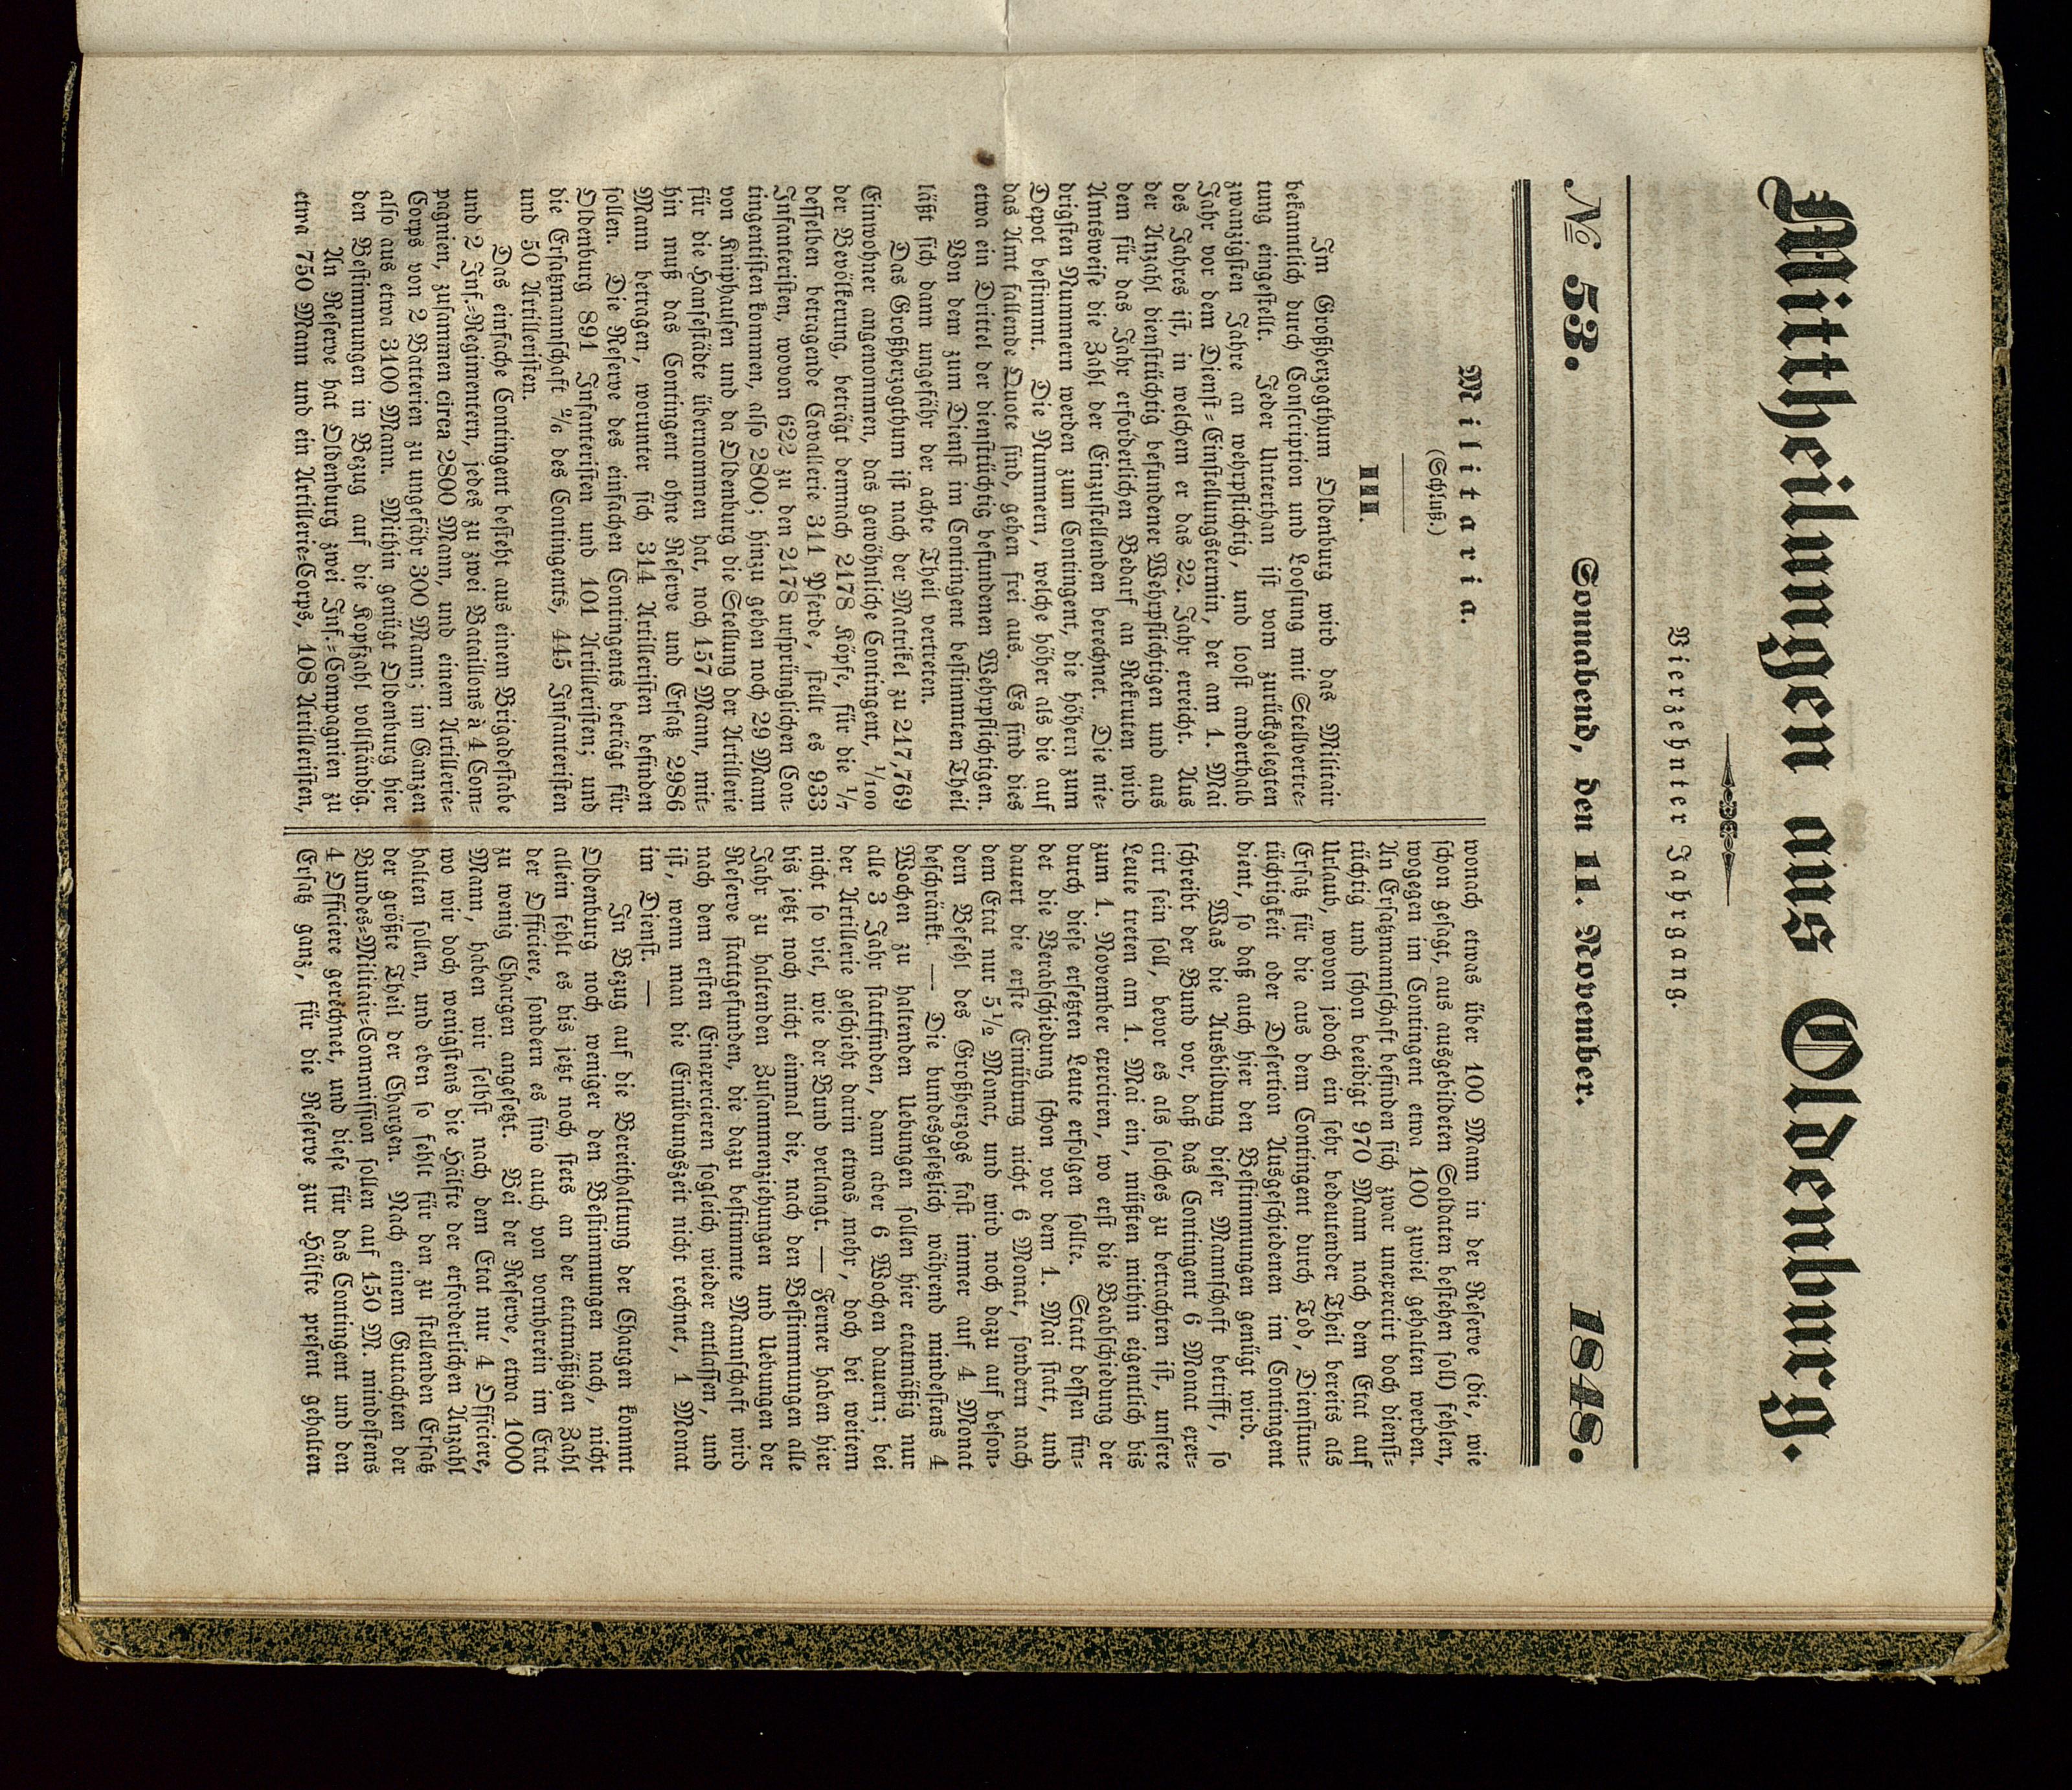 Mittheilungen aus Oldenburg.
Vierzehnter Jahrgang.
№ 53. Sonnabend, den 11. November. 1848.
Militaria.
(Schluß.)
III.
Im Großherzogthum Oldenburg wird das Militair
bekanntlich durch Conscription und Loosung mit Stellvertre-
tung eingestellt. Jeder Unterthan ist vom zurückgelegten
zwanzigsten Jahre an wehrpflichtig, und loost anderthalb
Jahr vor dem Dienst-Einstellungstermin, der am 1. Mai
des Jahres ist, in welchem er das 22. Jahr erreicht. Aus
der Anzahl dienstüchtig befundener Wehrpflichtigen und aus
dem für das Jahr erforderlichen Bedarf an Rekruten wird
Amtsweise die Zahl der Einzustellenden berechnet. Die nie-
drigsten Nummern werden zum Contingent, die höhern zum
Depot bestimmt. Die Nummern, welche höher als die auf
das Amt fallende Quote sind, gehen frei aus. Es sind dies
etwa ein Drittel der dienstüchtig befundenen Wehrpflichtigen.
Von dem zum Dienst im Contingent bestimmten Theil
läßt sich dann ungefähr der achte Theil vertreten.
Das Großherzogthum ist nach der Matrikel zu 217,769
Einwohner angenommen, das gewöhnliche Contingent, 1/100
der Bevölkerung, beträgt demnach 2178 Köpfe, für die 1/7
desselben betragende Cavallerie 311 Pferde, stellt es 933
Infanteristen, wovon 622 zu den 2178 ursprünglichen Con-
tingentisten kommen, also 2800; hinzu gehen noch 29 Mann
von Kniphausen und da Oldenburg die Stellung der Artillerie
für die Hansestädte übernommen hat, noch 157 Mann, mit-
hin muß das Contingent ohne Reserve und Ersatz 2986
Mann betragen, worunter sich 314 Artilleristen befinden
sollen. Die Reserve des einfachen Contingents beträgt für
Oldenburg 891 Infanteristen und 101 Artilleristen; und
die Ersatzmannschaft 2/6 des Contingents, 445 Infanteristen
und 50 Artilleristen.
Das einfache Contingent besteht aus einem Brigadestabe
und 2 Inf.-Regimentern, jedes zu zwei Bataillons à 4 Com-
pagnien, zusammen circa 2800 Mann, und einem Artillerie-
Corps von 2 Batterien zu ungefähr 300 Mann; im Ganzen
also aus etwa 3100 Mann. Mithin genügt Oldenburg hier
den Bestimmungen in Bezug auf die Kopfzahl vollständig.
An Reserve hat Oldenburg zwei Inf.-Compagnien zu
etwa 750 Mann und ein Artillerie-Corps, 108 Artilleristen,
wonach etwas über 100 Mann in der Reserve (die, wie
schon gesagt, aus ausgebildeten Soldaten bestehen soll) fehlen,
wogegen im Contingent etwa 100 zuviel gehalten werden.
An Ersatzmannschaft befinden sich zwar unexercirt doch dienst-
tüchtig und schon beeidigt 970 Mann nach dem Etat auf
Urlaub, wovon jedoch ein sehr bedeutender Theil bereits als
Ersatz für die aus dem Contingent durch Tod, Dienstun-
tüchtigkeit oder Desertion Ausgeschiedenen im Contingent
dient, so daß auch hier den Bestimmungen genügt wird.
Was die Ausbildung dieser Mannschaft betrifft, so
schreibt der Bund vor, daß das Contingent 6 Monat exer-
cirt sein soll, bevor es als solches zu betrachten ist, unsere
Leute treten am 1. Mai ein, müßten mithin eigentlich bis
zum 1. November exerciren, wo erst die Beabschiedung der
durch diese ersetzten Leute erfolgen sollte. Statt dessen fin-
det die Verabschiedung schon vor dem 1. Mai statt, und
dauert die erste Einübung nicht 6 Monat, sondern nach
dem Etat nur 5½ Monat, und wird noch dazu auf beson-
dern Befehl des Großherzogs fast immer auf 4 Monat
beschränkt — Die bundesgesetzlich während mindestens 4
Wochen zu haltenden Uebungen sollen hier etatmäßig nur
alle 3 Jahr stattfinden, dann aber 6 Wochen dauern; bei
der Artillerie geschieht darin etwas mehr, doch bei weitem
nicht so viel, wie der Bund verlangt. — Ferner haben hier
bis jetzt noch nicht einmal die, nach den Bestimmungen alle
Jahr zu haltenden Zusammenziehungen und Uebungen der
Reserve stattgefunden, die dazu bestimmte Mannschaft wird
nach dem ersten Einexercieren sogleich wieder entlassen, und
ist, wenn man die Einübungszeit nicht rechnet, 1 Monat
im Dienst. —
In Bezug auf die Bereithaltung der Chargen kommt
Oldenburg noch weniger den Bestimmungen nach, nicht
allein fehlt es bis jetzt noch stets an der etatmäßigen Zahl
der Officiere, sondern es sind auch von vornherein im Etat
zu wenig Chargen angesetzt. Bei der Reserve, etwa 1000
Mann, haben wir selbst nach dem Etat nur 4 Officiere,
wo wir doch wenigstens die Hälfte der erforderlichen Anzahl
halten sollen, und eben so fehlt für den zu stellenden Ersatz
der größte Theil der Chargen. Nach einem Gutachten der
Bundes-Militair-Commission sollen auf 150 M. mindestens
4 Officiere gerechnet, und diese für das Contingent und den
Ersatz ganz, für die Reserve zur Hälfte present gehalten